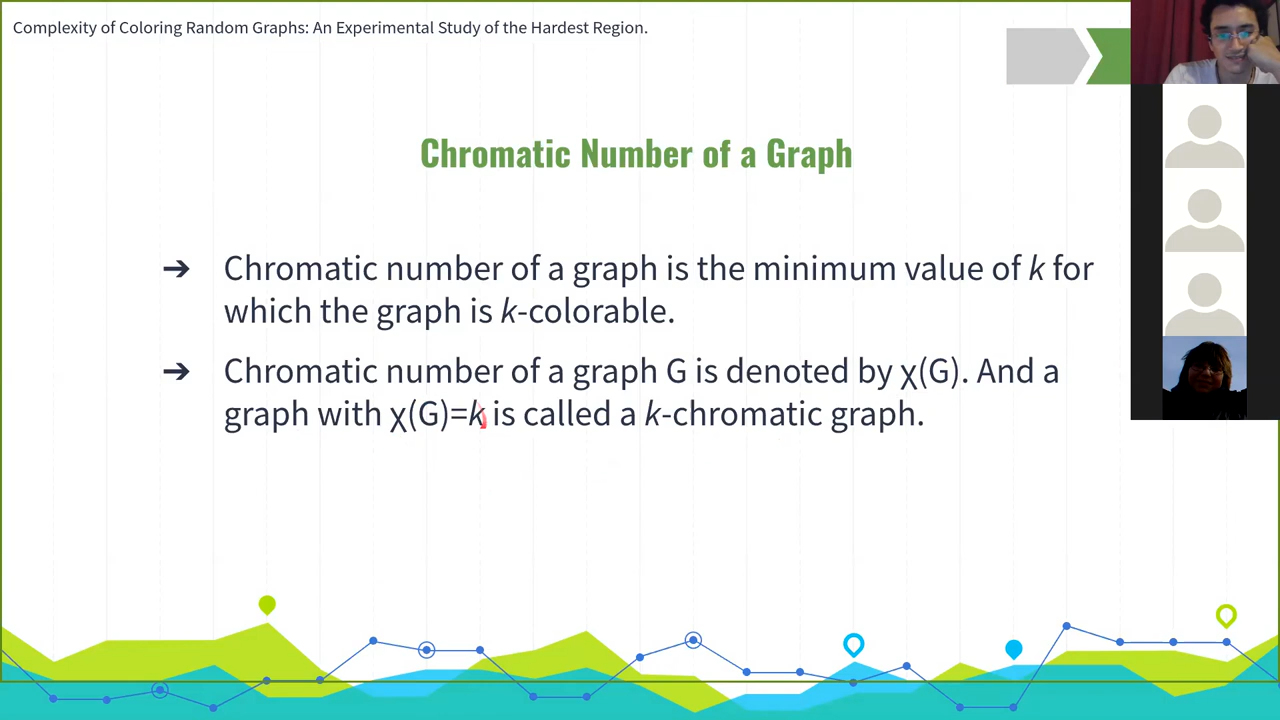 Complexity of Coloring Random Graphs: An Experimental Study of the Hardest Region.
Chromatic Number of a Graph
➔ Chromatic number of a graph is the minimum value of k for
which the graph is k-colorable.
➔ Chromatic number of a graph G is denoted by χ(G). And a
graph with χ(G)=k is called a k-chromatic graph.